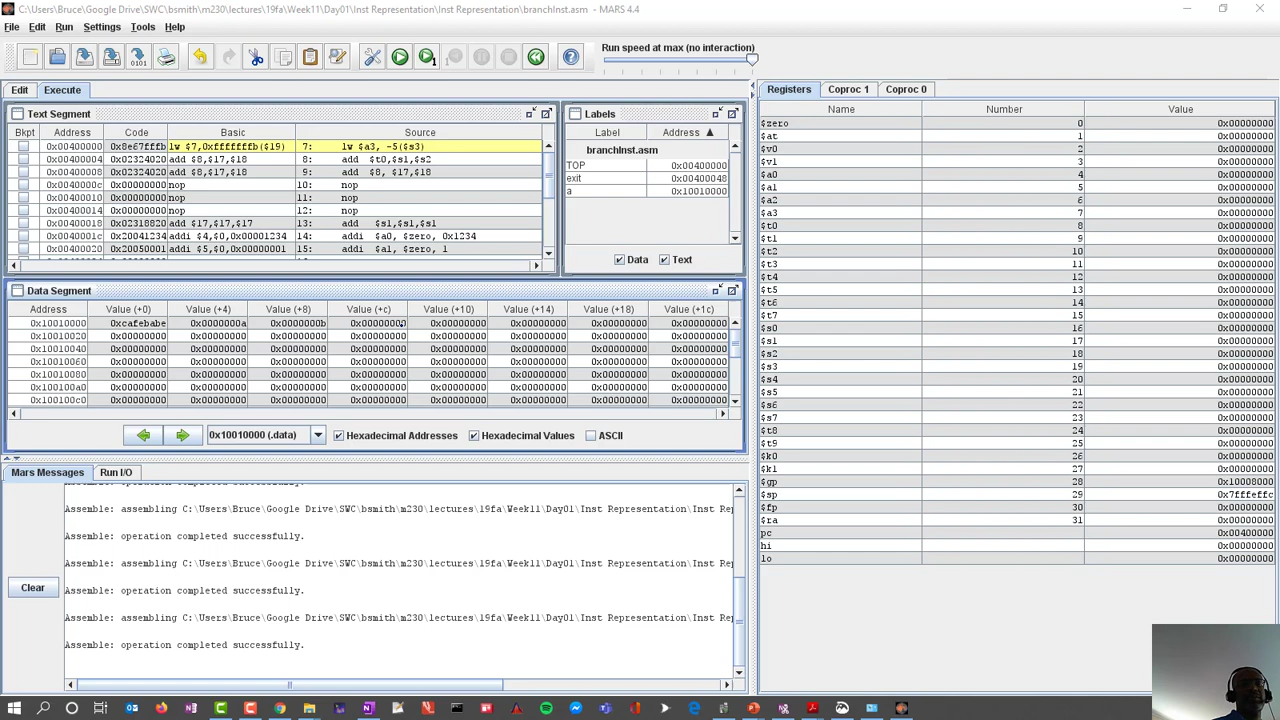 C:\Users\Bruce\Google Drive\SWC\bsmith\m230\lectures\19fa\Week11\Day01\Inst Representation\Inst Representation\branchInst.asm - MARS 4.4
File Edit Run Settings Tools Help
Run speed at max (no interaction)
Edit Execute
Text Segment
Bkpt Address Code Basic Source
0x00400000 0x8e67fffb lw $7,0xfffffffb($19) 7: lw $a3, -5($s3)
0x00400004 0x02324020 add $8,$17,$18 8: add $t0,$s1,$s2
0x00400008 0x02324020 add $8,$17,$18 9: add $8, $17,$18
0x0040000c 0x00000000 nop 10: nop
0x00400010 0x00000000 nop 11: nop
0x00400014 0x00000000 nop 12: nop
0x00400018 0x02318820 add $17,$17,$17 13: add $s1,$s1,$s1
0x0040001c 0x20041234 addi $4,$0,0x00001234 14: addi $a0, $zero, 0x1234
0x00400020 0x20050001 addi $5,$0,0x00000001 15: addi $a1, $zero, 1
Labels
Label Address ▲
branchInst.asm
TOP 0x00400000
exit 0x00400048
a 0x10010000
Data Text
Data Segment
Address Value (+0) Value (+4) Value (+8) Value (+c) Value (+10) Value (+14) Value (+18) Value (+1c)
0x10010000 0xcafebabe 0x0000000a 0x0000000b 0x00000000 0x00000000 0x00000000 0x00000000 0x00000000
0x10010020 0x00000000 0x00000000 0x00000000 0x00000000 0x00000000 0x00000000 0x00000000 0x00000000
0x10010040 0x00000000 0x00000000 0x00000000 0x00000000 0x00000000 0x00000000 0x00000000 0x00000000
0x10010060 0x00000000 0x00000000 0x00000000 0x00000000 0x00000000 0x00000000 0x00000000 0x00000000
0x10010080 0x00000000 0x00000000 0x00000000 0x00000000 0x00000000 0x00000000 0x00000000 0x00000000
0x100100a0 0x00000000 0x00000000 0x00000000 0x00000000 0x00000000 0x00000000 0x00000000 0x00000000
0x100100c0 0x00000000 0x00000000 0x00000000 0x00000000 0x00000000 0x00000000 0x00000000 0x00000000
0x10010000 (.data) Hexadecimal Addresses Hexadecimal Values ASCII
Mars Messages Run I/O
Assemble: operation completed successfully.
Assemble: assembling C:\Users\Bruce\Google Drive\SWC\bsmith\m230\lectures\19fa\Week11\Day01\Inst Representation\Inst Rep
Assemble: operation completed successfully.
Assemble: assembling C:\Users\Bruce\Google Drive\SWC\bsmith\m230\lectures\19fa\Week11\Day01\Inst Representation\Inst Rep
Assemble: operation completed successfully.
Assemble: assembling C:\Users\Bruce\Google Drive\SWC\bsmith\m230\lectures\19fa\Week11\Day01\Inst Representation\Inst Rep
Assemble: operation completed successfully.
Clear
Registers Coproc 1 Coproc 0
Name Number Value
$zero 0 0x00000000
$at 1 0x00000000
$v0 2 0x00000000
$v1 3 0x00000000
$a0 4 0x00000000
$a1 5 0x00000000
$a2 6 0x00000000
$a3 7 0x00000000
$t0 8 0x00000000
$t1 9 0x00000000
$t2 10 0x00000000
$t3 11 0x00000000
$t4 12 0x00000000
$t5 13 0x00000000
$t6 14 0x00000000
$t7 15 0x00000000
$s0 16 0x00000000
$s1 17 0x00000000
$s2 18 0x00000000
$s3 19 0x00000000
$s4 20 0x00000000
$s5 21 0x00000000
$s6 22 0x00000000
$s7 23 0x00000000
$t8 24 0x00000000
$t9 25 0x00000000
$k0 26 0x00000000
$k1 27 0x00000000
$gp 28 0x10008000
$sp 29 0x7fffeffc
$fp 30 0x00000000
$ra 31 0x00000000
pc 0x00400000
hi 0x00000000
lo 0x00000000